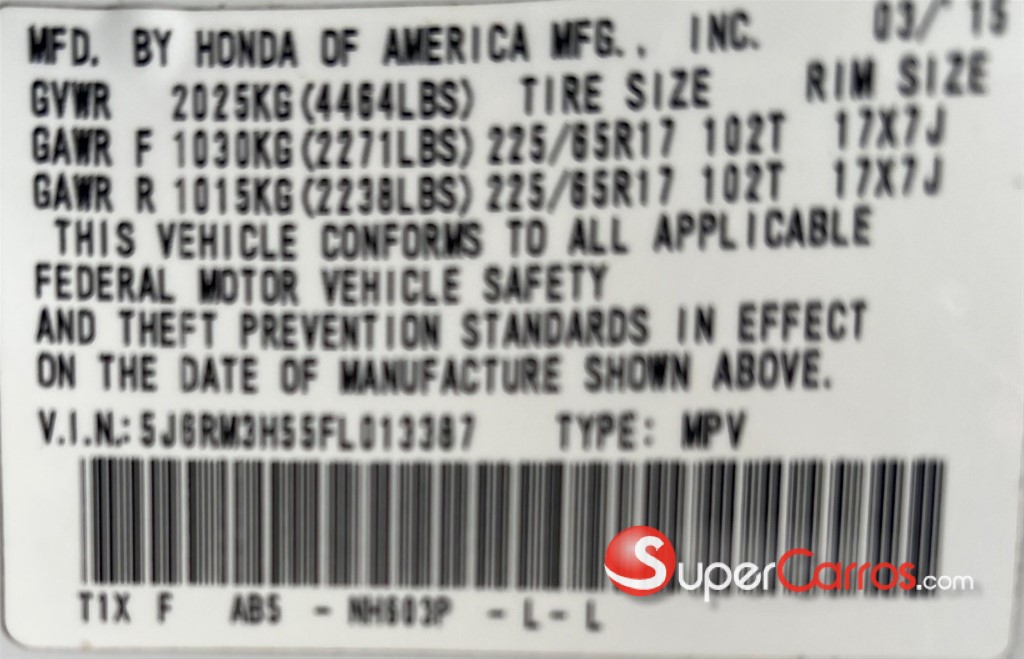 MFD. BY HONDA OF AMERICA MFG., INC. 03/ 15
GVWR 2025KG(4464LBS) TIRE SIZE RIM SIZE
GAWR F 1030KG(2271LBS) 225/65R17 102T 17X7J
GAWR R 1015KG(2238LBS) 225/65R17 102T 17X7J
THIS VEHICLE CONFORMS TO ALL APPLICABLE
FEDERAL MOTOR VEHICLE SAFETY
AND THEFT PREVENTION STANDARDS IN EFFECT
ON THE DATE OF MANUFACTURE SHOWN ABOVE.
V.I.N.: 5J6RM3H55FL013387 TYPE: MPV
T1X F ABS - NH603P - L - L
SuperCarros.com